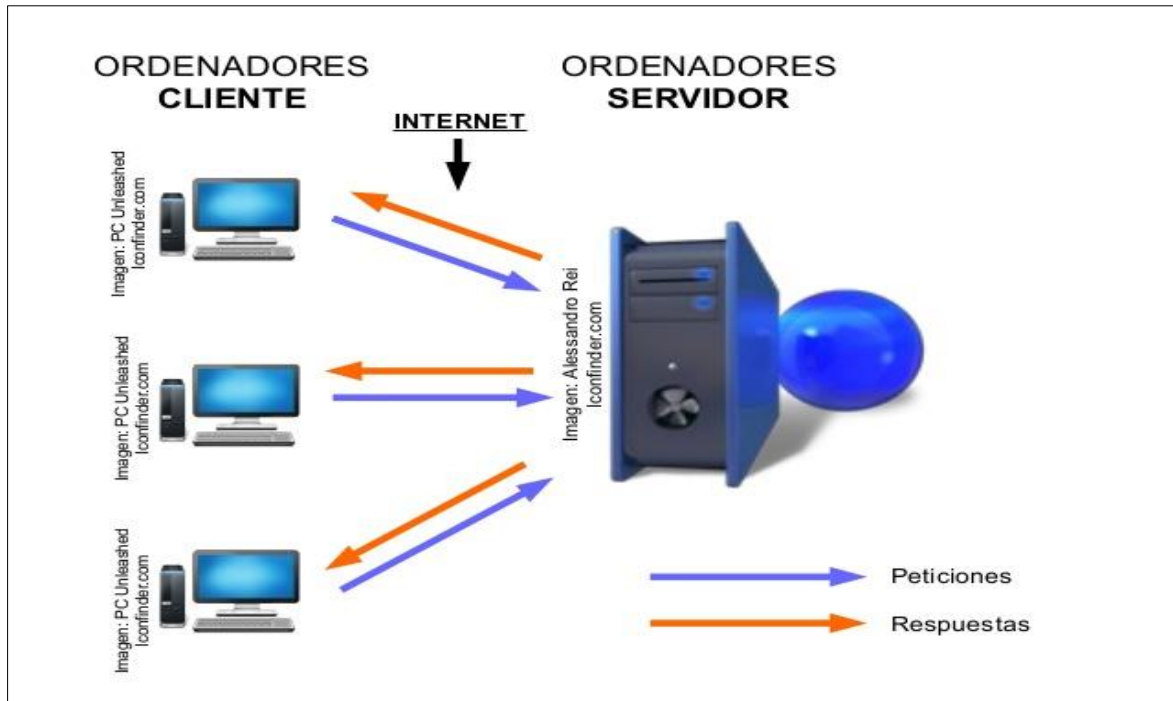 ORDENADORES
CLIENTE
ORDENADORES
SERVIDOR
INTERNET
Imagen: PC Unleashed
Iconfinder.com
Imagen: PC Unleashed
Iconfinder.com
Imagen: PC Unleashed
Iconfinder.com
Imagen: Alessandro Rei
Iconfinder.com
Peticiones
Respuestas